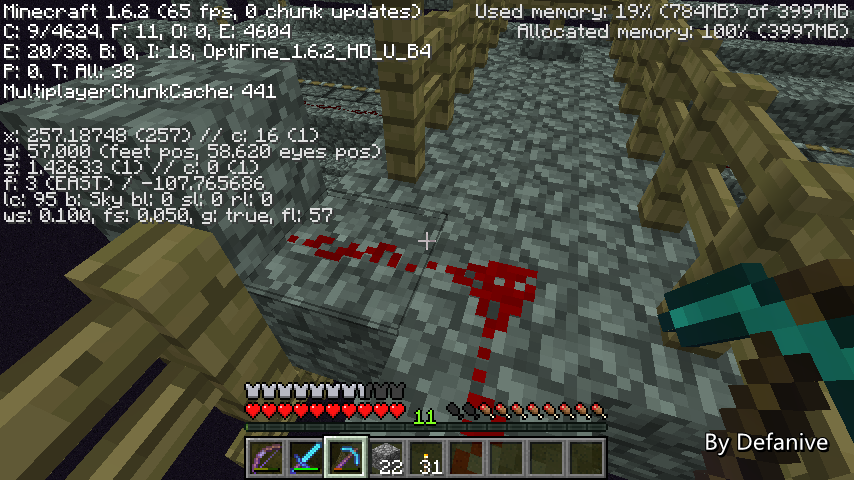 Minecraft 1.6.2 (65 fps, 0 chunk updates)
C: 9/4624, F: 11, O: 0, E: 4604
E: 20/38, B: 0, I: 18, OptiFine_1.6.2_HD_U_B4
P: 0, T: All: 38
MultiplayerChunkCache: 441
Used memory: 19% (784MB) of 3997MB
Allocated memory: 100% (3997MB)
x: 257.18748 (257) // c: 16 (1)
y: 57.000 (feet pos, 58.620 eyes pos)
z: 1.42633 (1) // c: 0 (1)
f: 3 (EAST) / -107.765686
lc: 95 b: Sky bl: 0 sl: 0 rl: 0
ws: 0.100, fs: 0.050, g: true, fl: 57
11
22 31
By Defanive